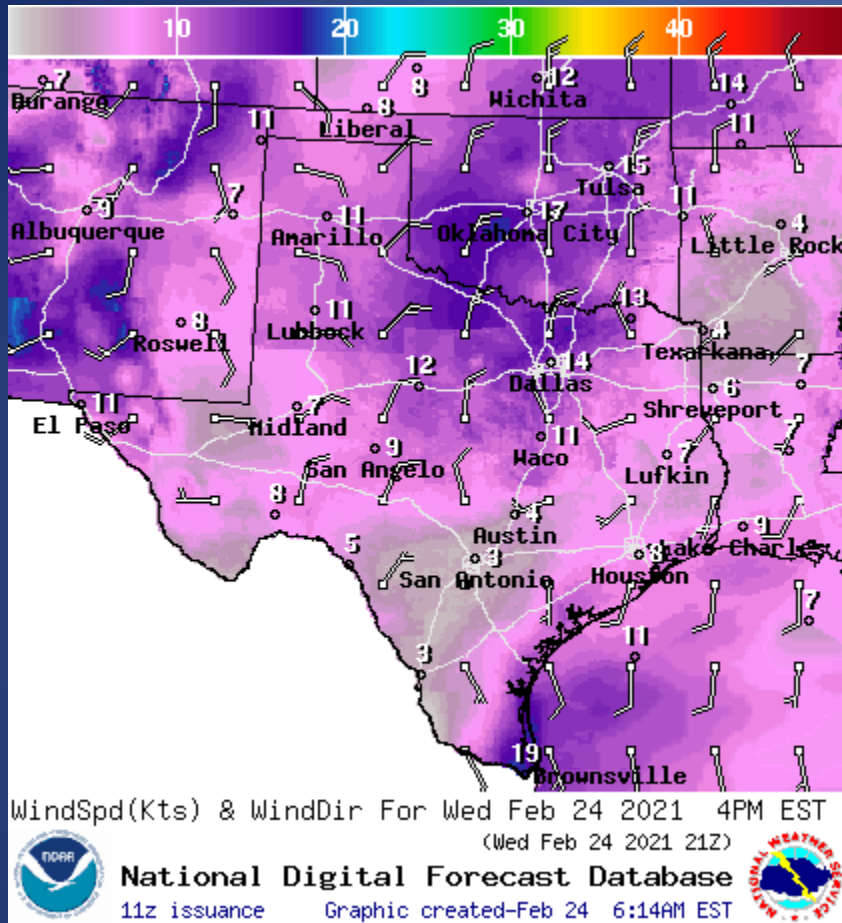 10 20 30 40
7 8 12 14
Durango Wichita
8
11 Liberal 11
15
Tulsa
9 7 11 17 11 4
Albuquerque Amarillo Oklahoma City Little Rock
8 11 13
Roswell Lubbock 4
Texarkana
12 14 7
Dallas 6
11 7 Shreveport
El Paso Midland
9 11 7 7
San Angelo Waco Lufkin
8 4 9
Austin
5 3 8 Lake Charles
San Antonio Houston
7
11
3
19
Brownsville
WindSpd(Kts) & WindDir For Wed Feb 24 2021 4PM EST
(Wed Feb 24 2021 21Z)
NOAA
National Digital Forecast Database
11z issuance Graphic created-Feb 24 6:14AM EST
NATIONAL WEATHER SERVICE